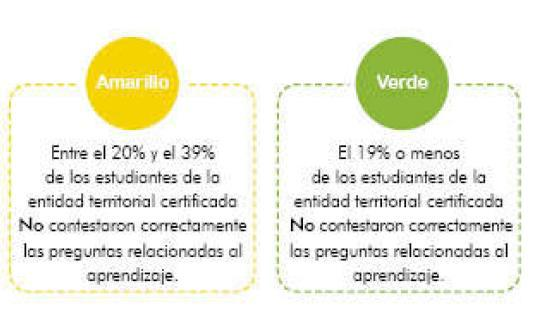 Amarillo
Entre el 20% y el 39%
de los estudiantes de la
entidad territorial certificada
No contestaron correctamente
las preguntas relacionadas al
aprendizaje.
Verde
El 19% o menos
de los estudiantes de la
entidad territorial certificada
No contestaron correctamente
las preguntas relacionadas al
aprendizaje.